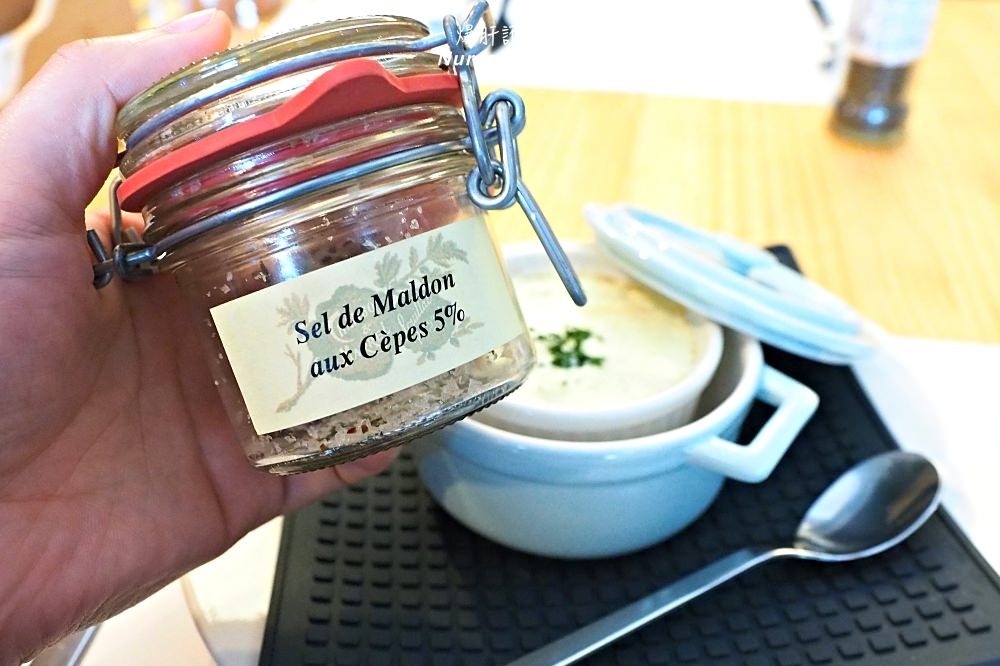 Sel de Maldon
aux Cèpes 5%